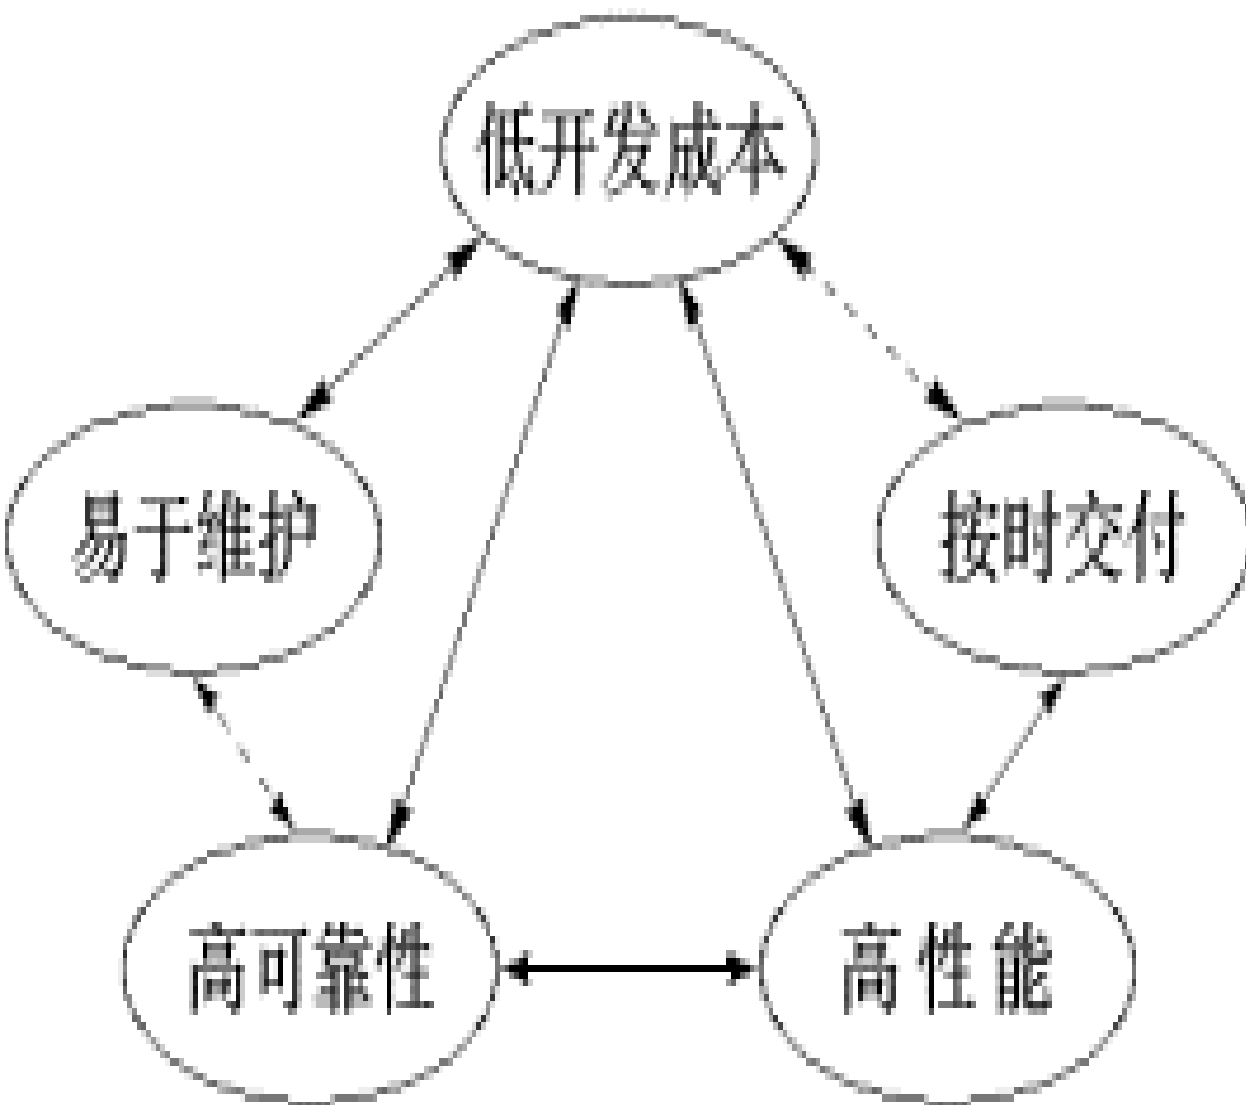 低开发成本
易于维护
按时交付
高可靠性
高性能